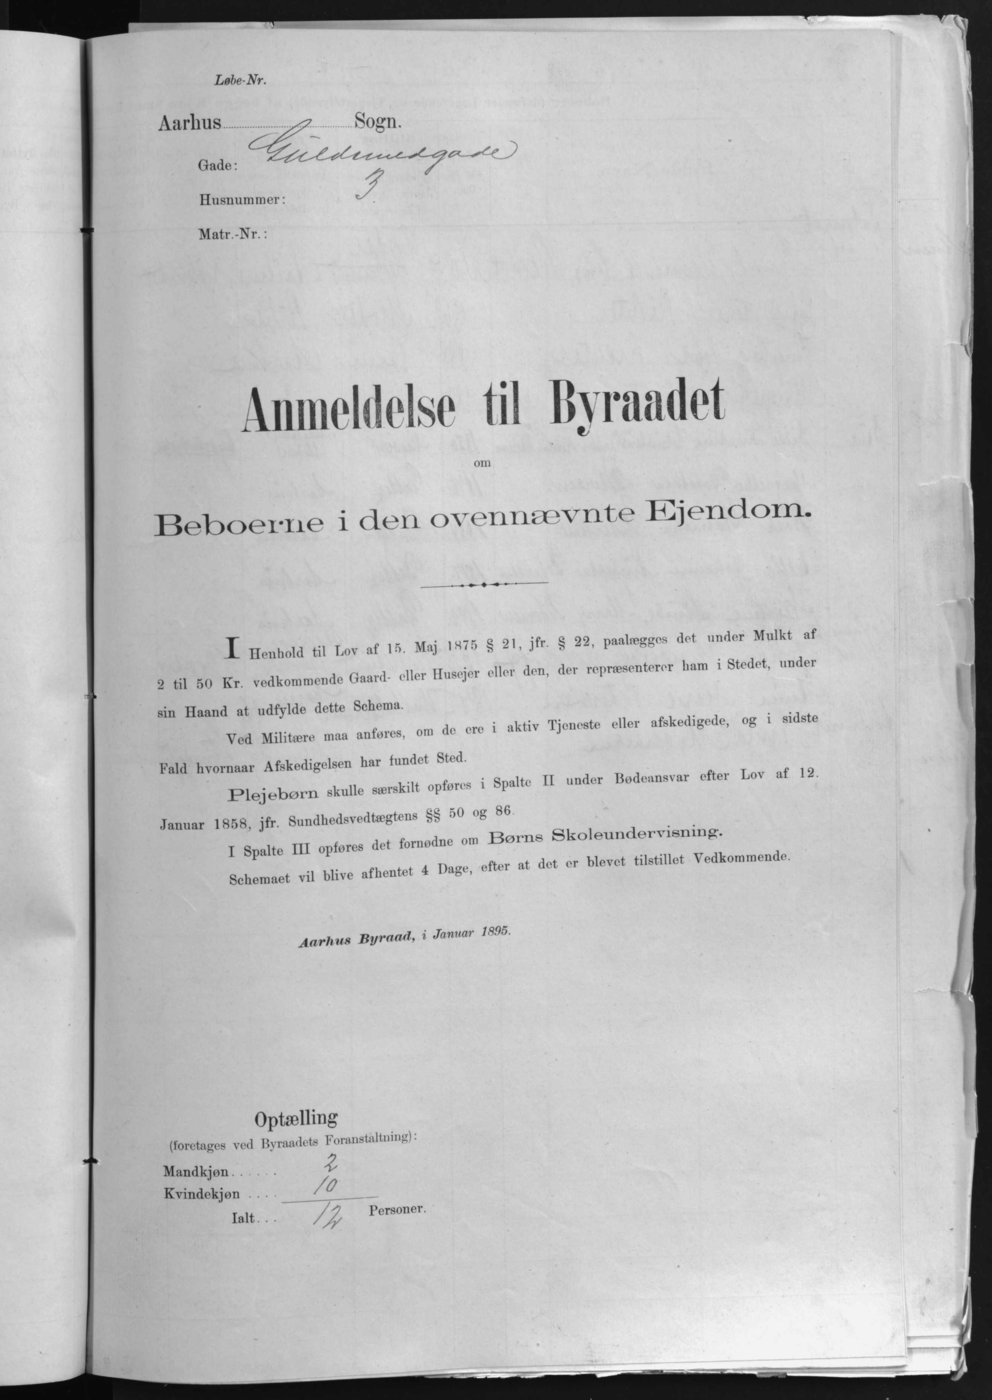 Løbe-Nr.
Aarhus Sogn.
Gade: Guldsmedgade
Husnummer: 3
Matr.-Nr.:
Anmeldelse til Byraadet
om
Beboerne i den ovennævnte Ejendom.
I Henhold til Lov af 15. Maj 1875 § 21, jfr. § 22, paalægges det under Mulkt af
2 til 50 Kr. vedkommende Gaard- eller Husejer eller den, der repræsenterer ham i Stedet, under
sin Haand at udfylde dette Schema.
Ved Militære maa anføres, om de ere i aktiv Tjeneste eller afskedigede, og i sidste
Fald hvornaar Afskedigelsen har fundet Sted.
Plejebørn skulle særskilt opføres i Spalte II under Bødeansvar efter Lov af 12.
Januar 1858, jfr. Sundhedsvedtægtens §§ 50 og 86.
I Spalte III opføres det fornødne om Børns Skoleundervisning.
Schemaet vil blive afhentet 4 Dage, efter at det er blevet tilstillet Vedkommende.
Aarhus Byraad, i Januar 1895.
Optælling
(foretages ved Byraadets Foranstaltning):
Mandkjøn...... 2
Kvindekjøn .... 10
Ialt... 12 Personer.